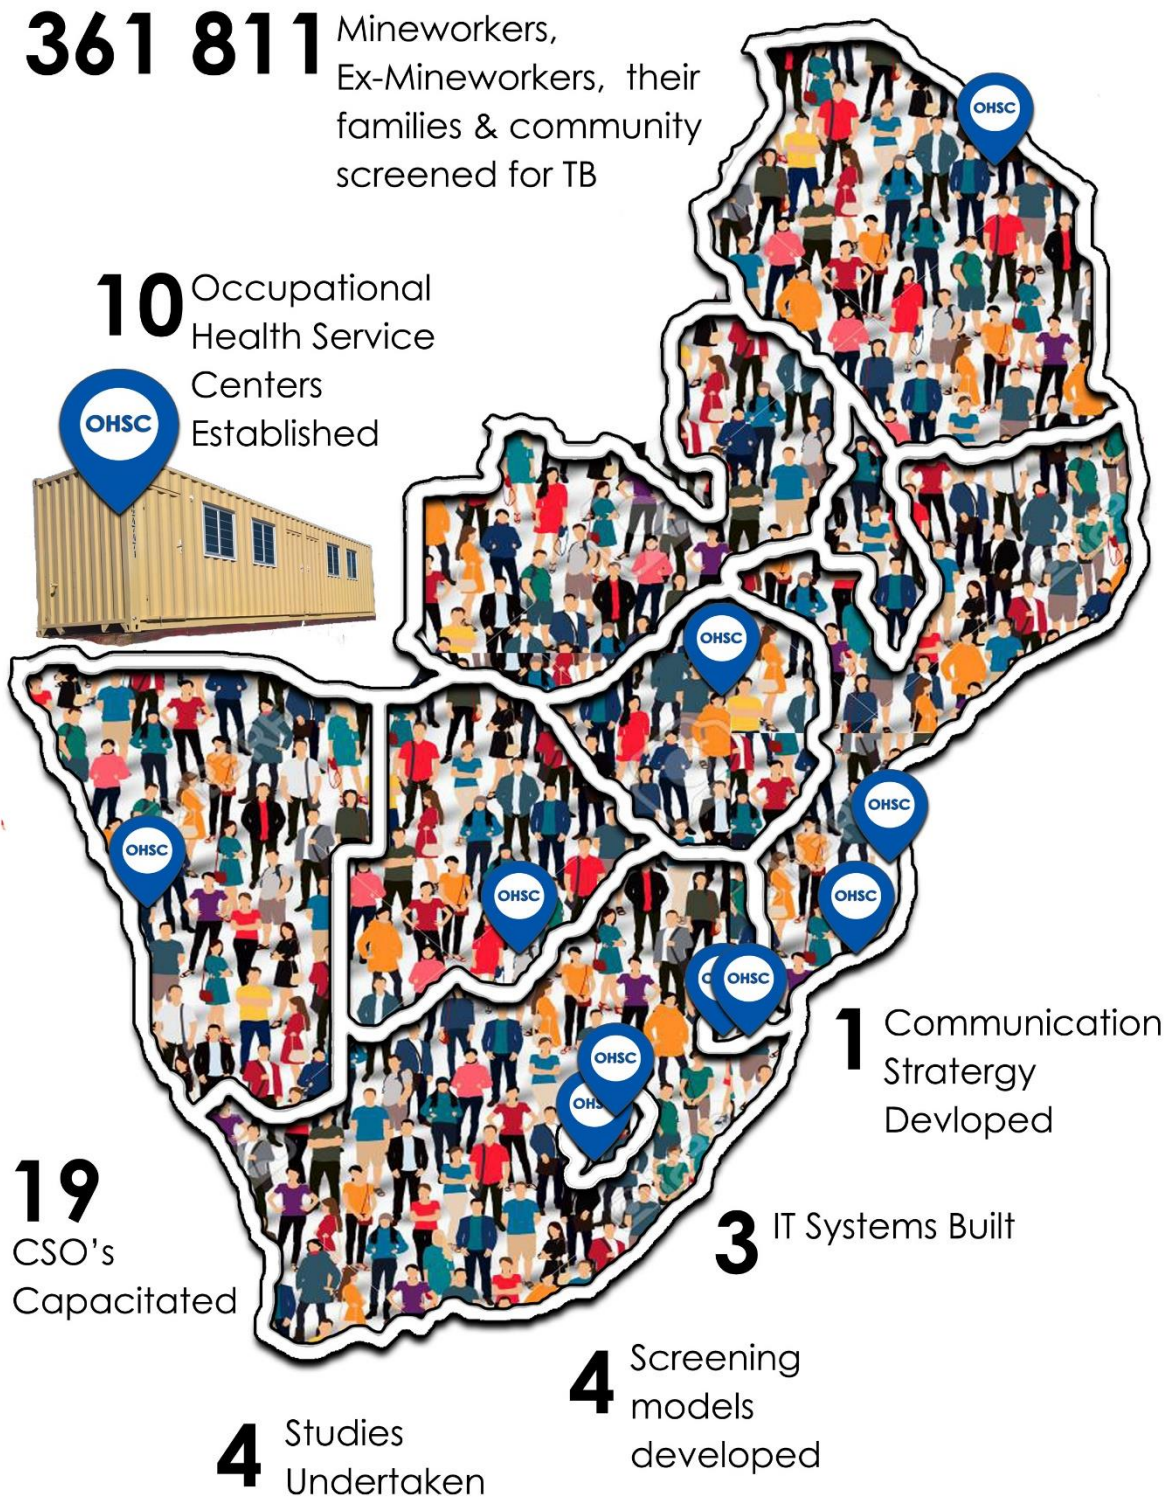 361 811
Mineworkers,
Ex-Mineworkers, their
families & community
screened for TB
10
Occupational
Health Service
Centers
Established
OHSC
OHSC
OHSC
OHSC
OHSC
OHSC
OHSC
OHSC
OHSC
1
Communication
Stratergy
Devloped
19
CSO's
Capacitated
3
IT Systems Built
4
Screening
models
developed
4
Studies
Undertaken